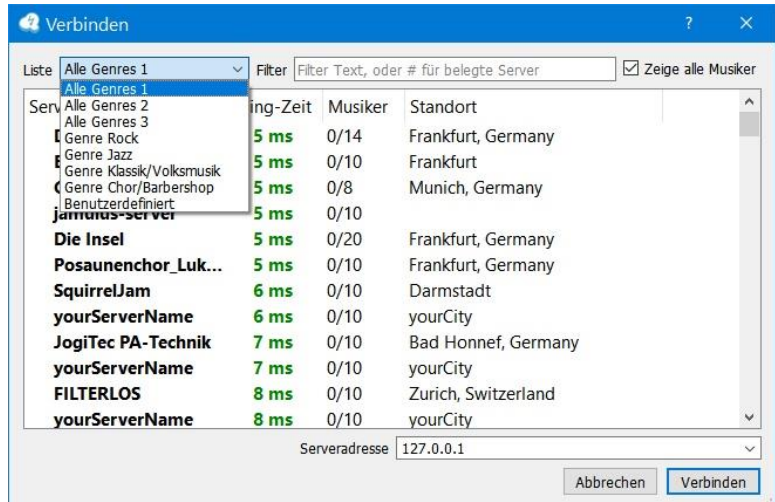 Verbinden ? ×
Liste Alle Genres 1 Filter Filter Text, oder # für belegte Server Zeige alle Musiker
Alle Genres 1
Alle Genres 2
Alle Genres 3
Genre Rock
Genre Jazz
Genre Klassik/Volksmusik
Genre Chor/Barbershop
Benutzerdefiniert
Serv ing-Zeit Musiker Standort
5 ms 0/14 Frankfurt, Germany
5 ms 0/10 Frankfurt
5 ms 0/8 Munich, Germany
jamulus-server 5 ms 0/10
Die Insel 5 ms 0/20 Frankfurt, Germany
Posaunenchor_Luk... 5 ms 0/10 Frankfurt, Germany
SquirrelJam 6 ms 0/10 Darmstadt
yourServerName 6 ms 0/10 yourCity
JogiTec PA-Technik 7 ms 0/10 Bad Honnef, Germany
yourServerName 7 ms 0/10 yourCity
FILTERLOS 8 ms 0/10 Zurich, Switzerland
yourServerName 8 ms 0/10 yourCity
Serveradresse 127.0.0.1
Abbrechen Verbinden